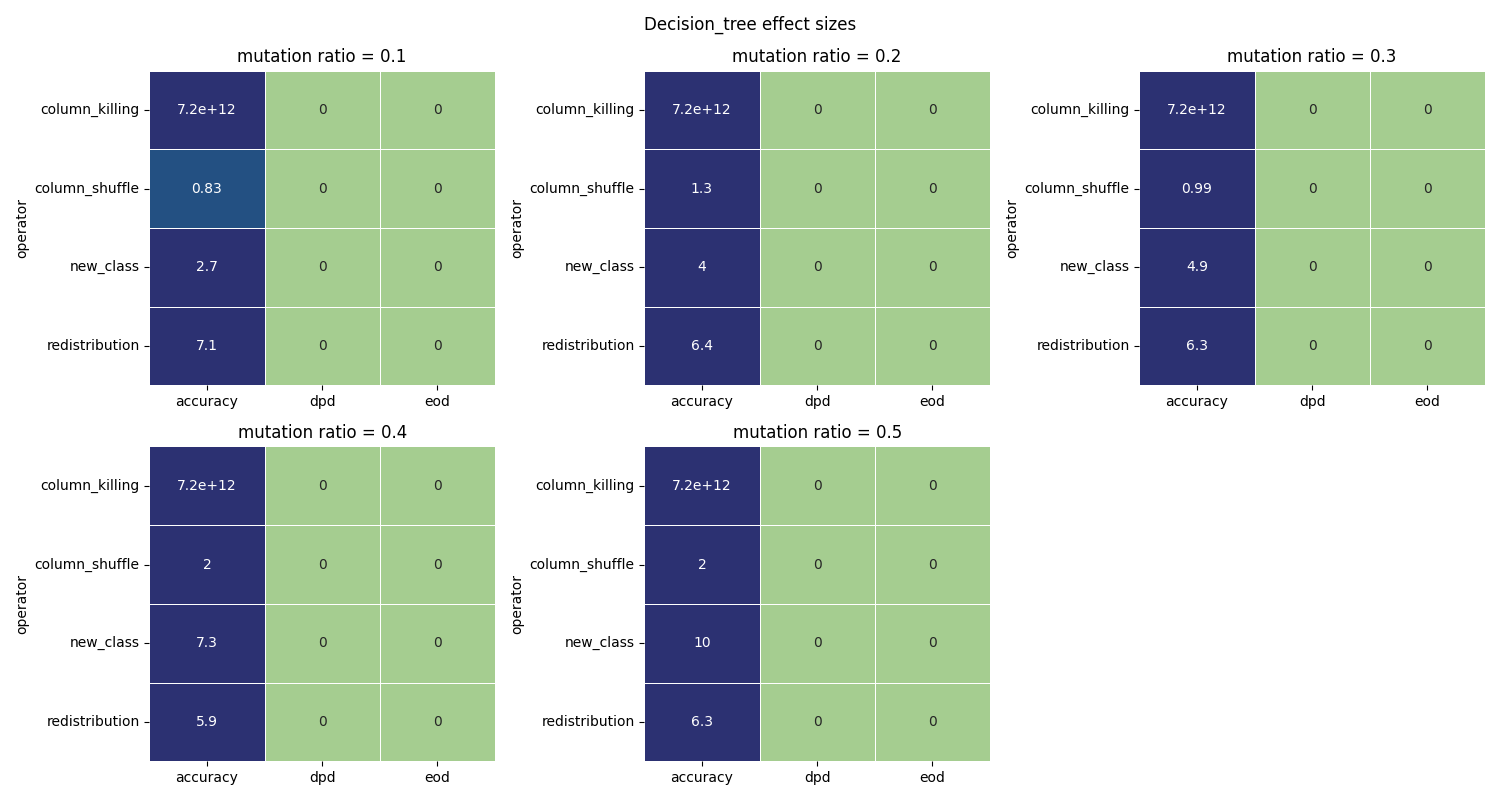 Decision_tree effect sizes
mutation ratio = 0.1
operator
column_killing 7.2e+12 0 0
column_shuffle 0.83 0 0
new_class 2.7 0 0
redistribution 7.1 0 0
accuracy dpd eod
mutation ratio = 0.2
operator
column_killing 7.2e+12 0 0
column_shuffle 1.3 0 0
new_class 4 0 0
redistribution 6.4 0 0
accuracy dpd eod
mutation ratio = 0.3
operator
column_killing 7.2e+12 0 0
column_shuffle 0.99 0 0
new_class 4.9 0 0
redistribution 6.3 0 0
accuracy dpd eod
mutation ratio = 0.4
operator
column_killing 7.2e+12 0 0
column_shuffle 2 0 0
new_class 7.3 0 0
redistribution 5.9 0 0
accuracy dpd eod
mutation ratio = 0.5
operator
column_killing 7.2e+12 0 0
column_shuffle 2 0 0
new_class 10 0 0
redistribution 6.3 0 0
accuracy dpd eod